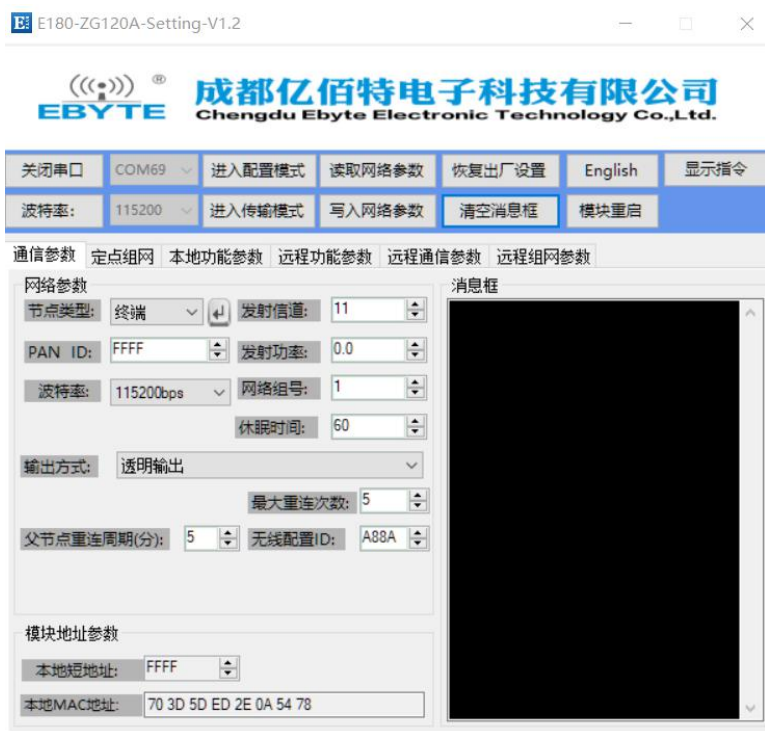 E180-ZG120A-Setting-V1.2
EBYTE ® 成都亿佰特电子科技有限公司
Chengdu Ebyte Electronic Technology Co.,Ltd.
关闭串口 COM69 进入配置模式 读取网络参数 恢复出厂设置 English 显示指令
波特率: 115200 进入传输模式 写入网络参数 清空消息框 模块重启
通信参数 定点组网 本地功能参数 远程功能参数 远程通信参数 远程组网参数
网络参数
节点类型: 终端 发射信道: 11
PAN ID: FFFF 发射功率: 0.0
波特率: 115200bps 网络组号: 1
休眠时间: 60
输出方式: 透明输出
最大重连次数: 5
父节点重连周期(分): 5 无线配置ID: A88A
模块地址参数
本地短地址: FFFF
本地MAC地址: 70 3D 5D ED 2E 0A 54 78
消息框